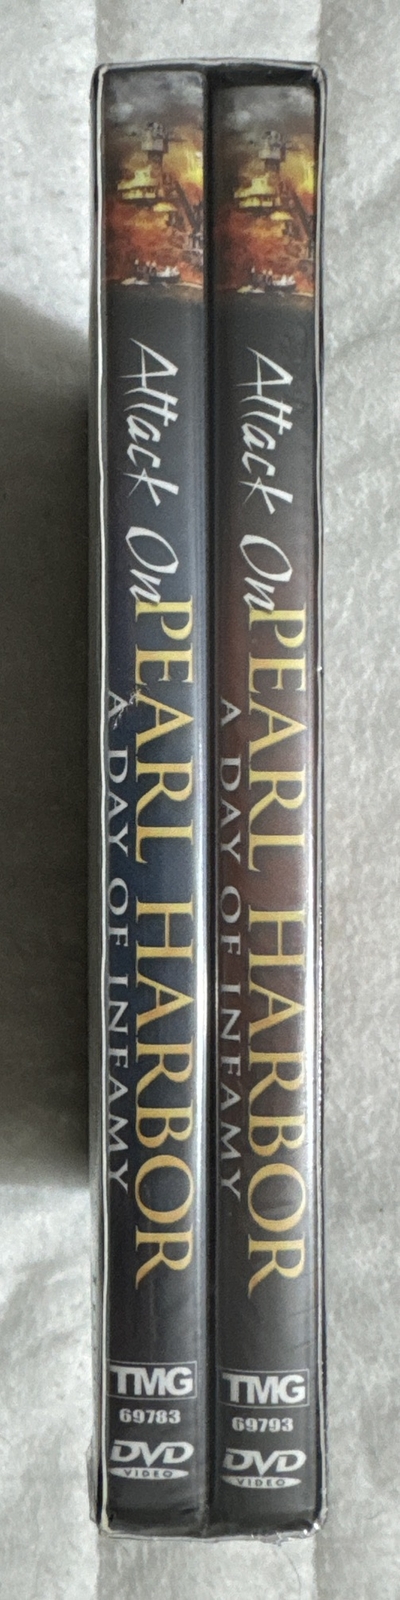 Attack On
PEARL HARBOR
A DAY OF INFAMY
TMG
69783
DVD
VIDEO
Attack On
PEARL HARBOR
A DAY OF INFAMY
TMG
69793
DVD
VIDEO